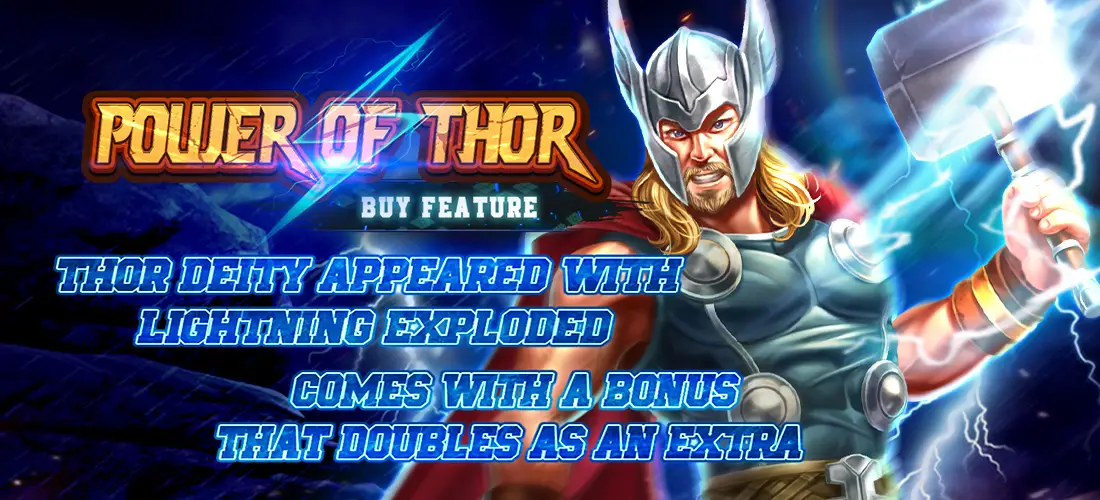 POWER OF THOR
BUY FEATURE
THOR DEITY APPEARED WITH
LIGHTNING EXPLODED
COMES WITH A BONUS
THAT DOUBLES AS AN EXTRA